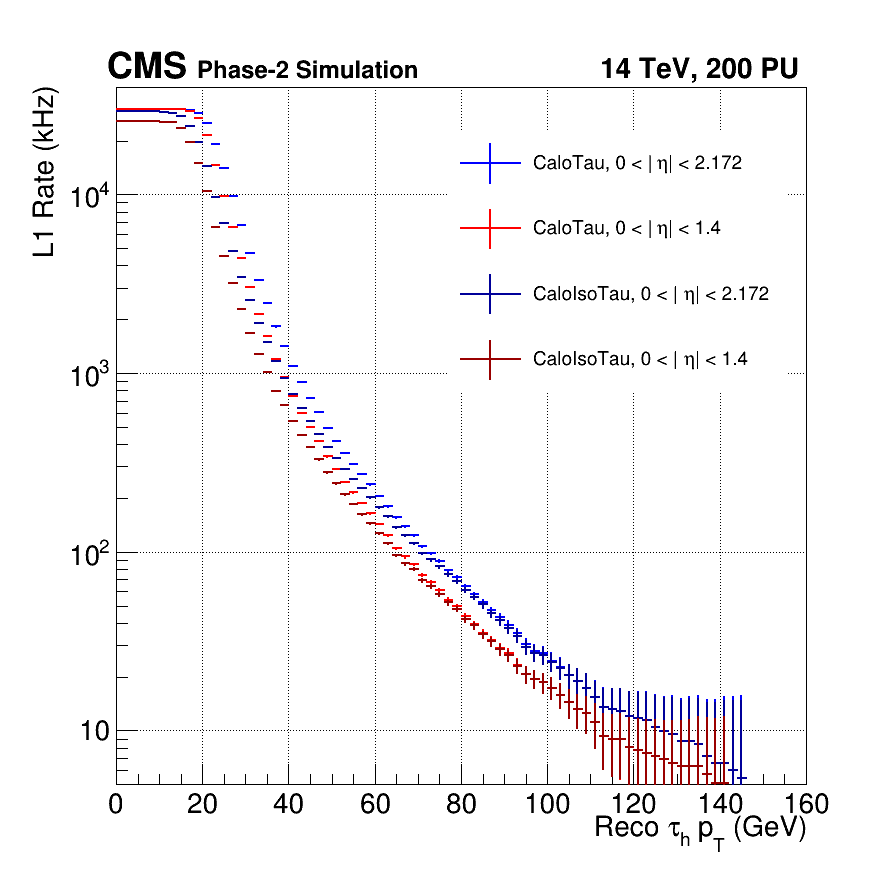 CMS Phase-2 Simulation 14 TeV, 200 PU
L1 Rate (kHz)
CaloTau, 0 < | η| < 2.172
CaloTau, 0 < | η| < 1.4
CaloIsoTau, 0 < | η| < 2.172
CaloIsoTau, 0 < | η| < 1.4
10⁴
10³
10²
10
0 20 40 60 80 100 120 140 160
Reco τₕ p_T (GeV)